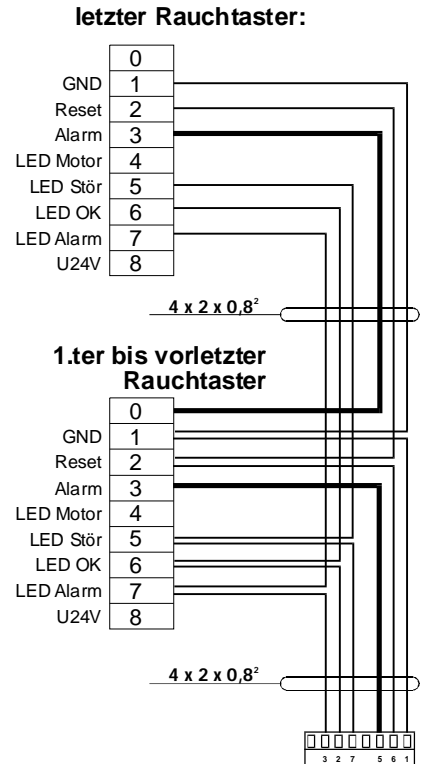 letzter Rauchtaster:
0
GND 1
Reset 2
Alarm 3
LED Motor 4
LED Stör 5
LED OK 6
LED Alarm 7
U24V 8
4 x 2 x 0,8²
1.ter bis vorletzter
Rauchtaster
0
GND 1
Reset 2
Alarm 3
LED Motor 4
LED Stör 5
LED OK 6
LED Alarm 7
U24V 8
4 x 2 x 0,8²
3 2 7 5 6 1